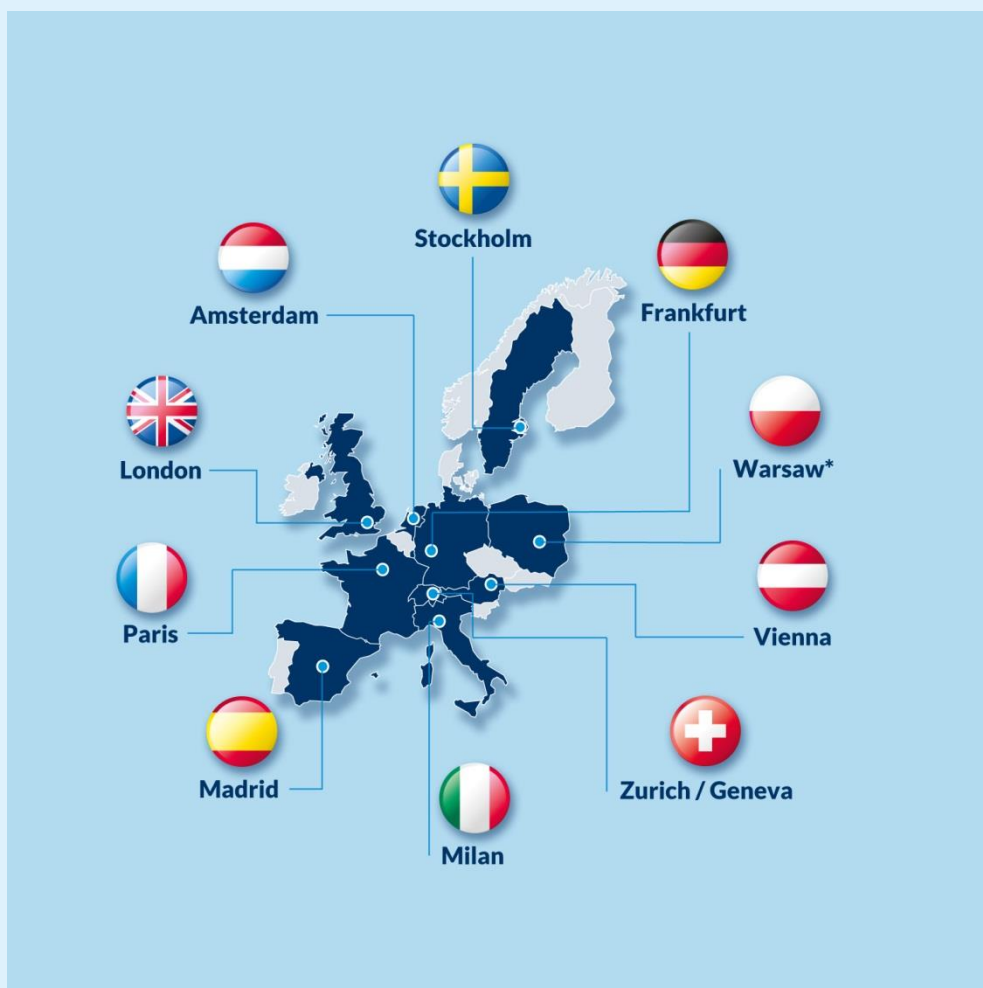 Stockholm
Amsterdam
Frankfurt
London
Warsaw*
Paris
Vienna
Madrid
Zurich / Geneva
Milan